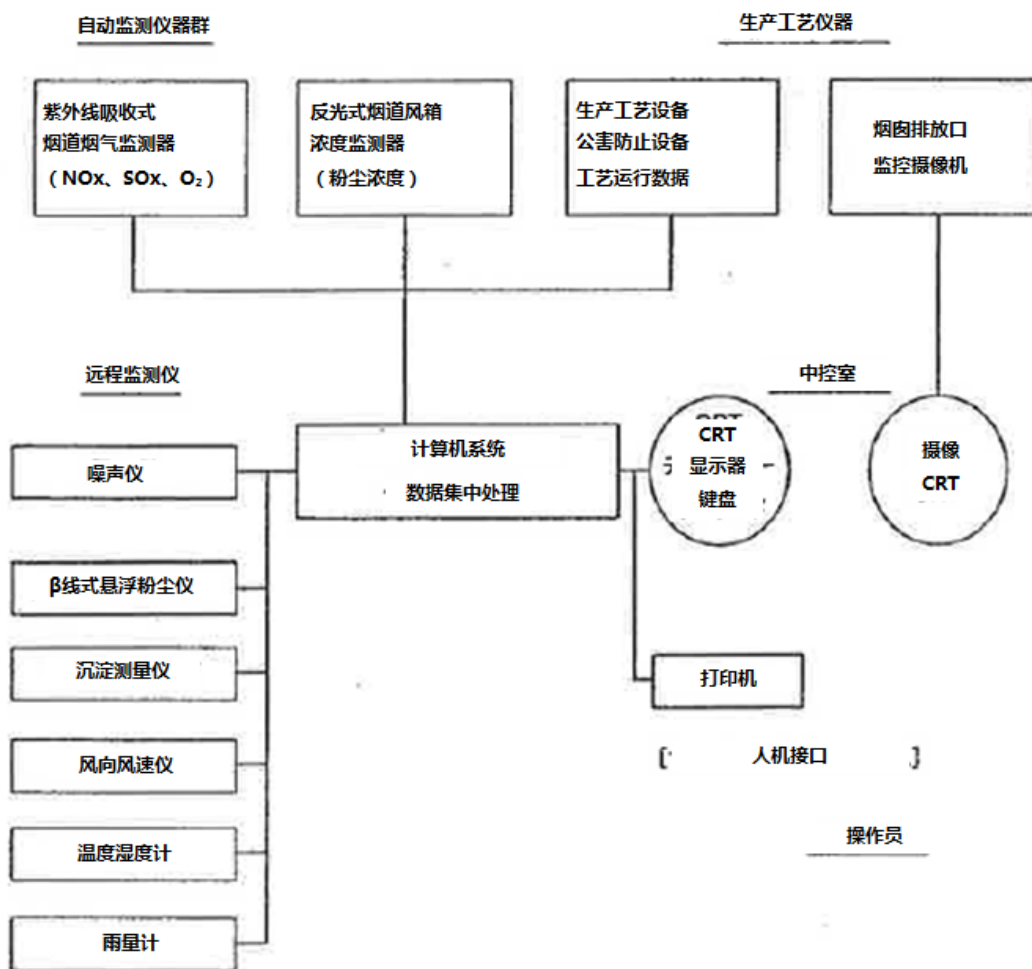 自动监测仪器群
生产工艺仪器
紫外线吸收式
烟道烟气监测器
（NOx、SOx、O₂）
反光式烟道风箱
浓度监测器
（粉尘浓度）
生产工艺设备
公害防止设备
工艺运行数据
烟囱排放口
监控摄像机
远程监测仪
中控室
噪声仪
β线式悬浮粉尘仪
沉淀测量仪
风向风速仪
温度湿度计
雨量计
计算机系统
数据集中处理
CRT
显示器
键盘
摄像
CRT
打印机
人机接口
操作员